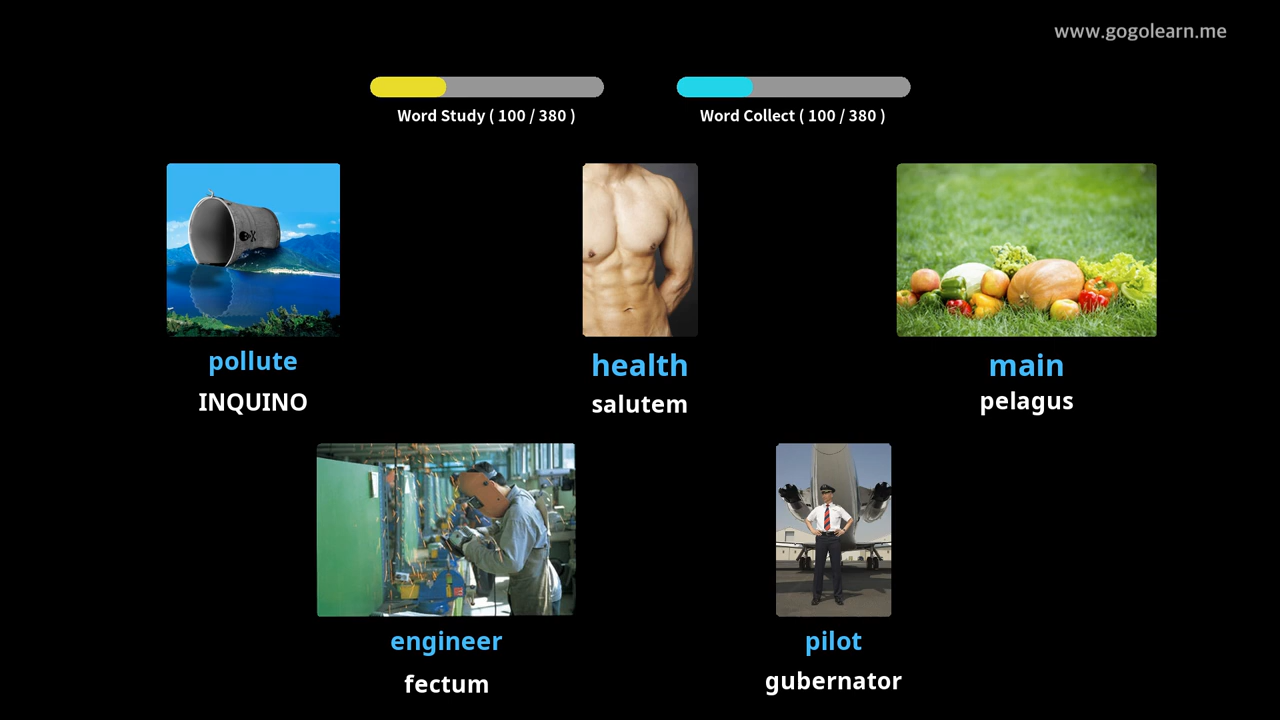 www.gogolearn.me
Word Study ( 100 / 380 )
Word Collect ( 100 / 380 )
pollute
INQUINO
health
salutem
main
pelagus
engineer
fectum
pilot
gubernator